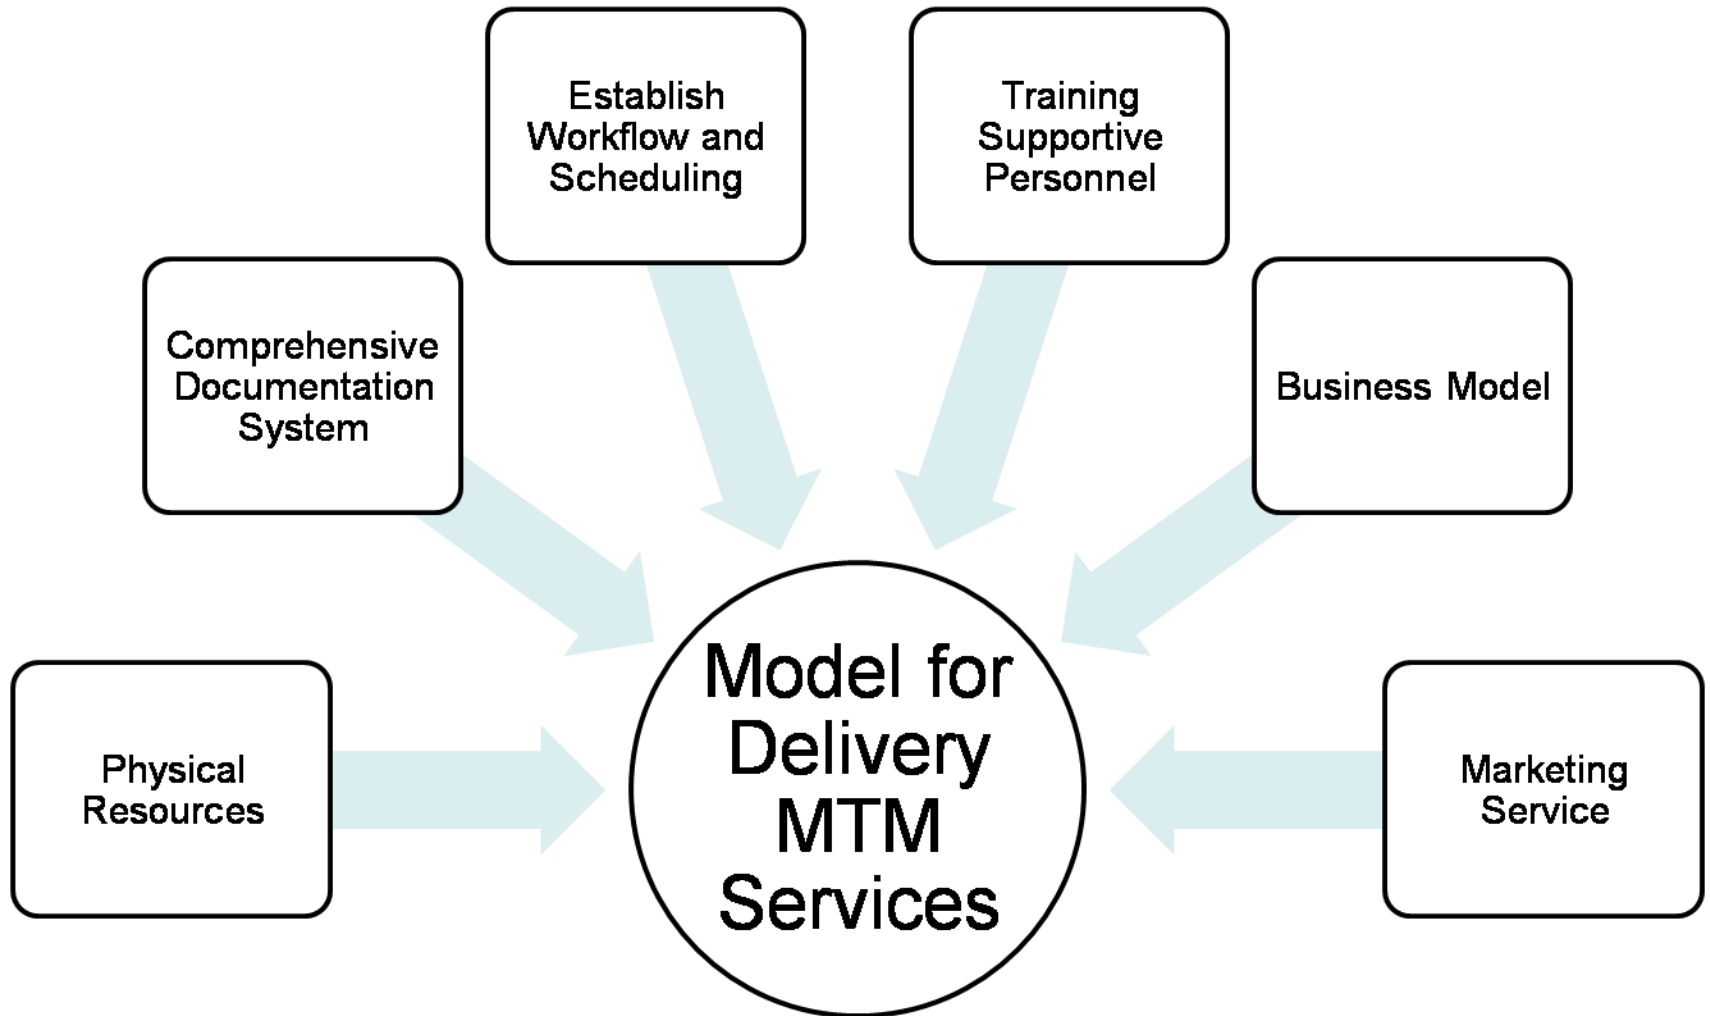 Establish
Workflow and
Scheduling
Training
Supportive
Personnel
Comprehensive
Documentation
System
Business Model
Physical
Resources
Model for
Delivery
MTM
Services
Marketing
Service